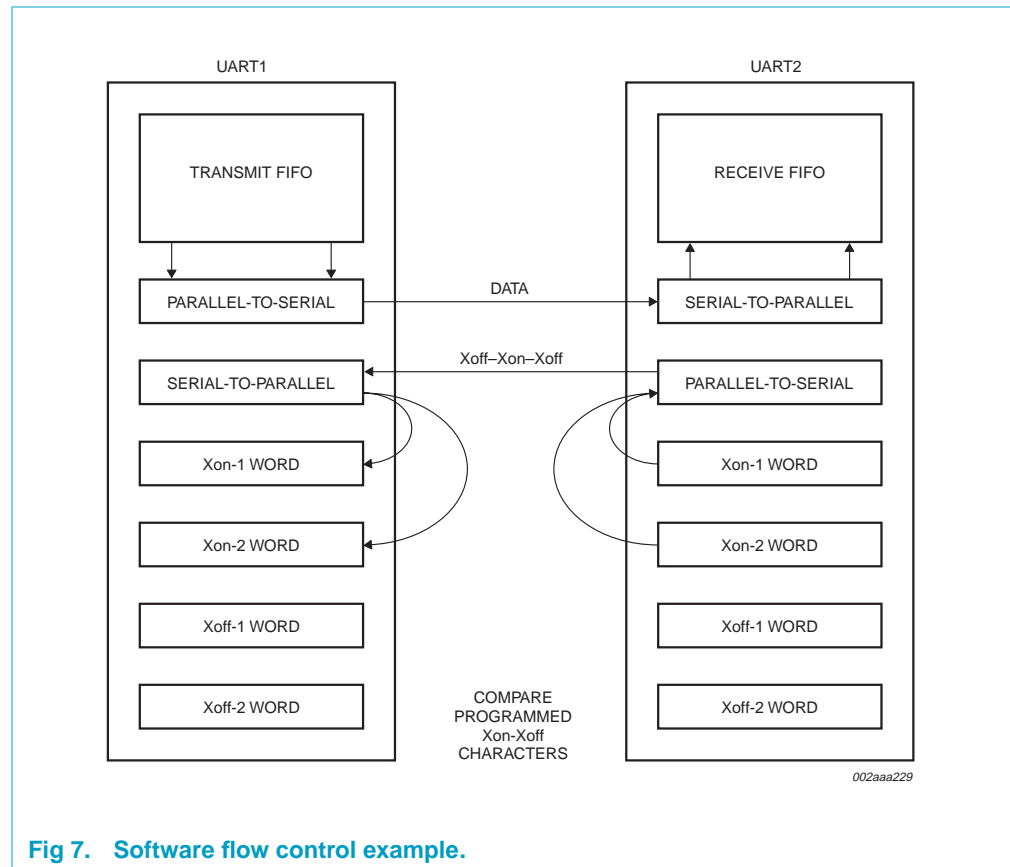 UART1
UART2
TRANSMIT FIFO
RECEIVE FIFO
PARALLEL-TO-SERIAL
DATA
SERIAL-TO-PARALLEL
Xoff–Xon–Xoff
SERIAL-TO-PARALLEL
PARALLEL-TO-SERIAL
Xon-1 WORD
Xon-1 WORD
Xon-2 WORD
Xon-2 WORD
Xoff-1 WORD
Xoff-1 WORD
Xoff-2 WORD
COMPARE
PROGRAMMED
Xon-Xoff
CHARACTERS
Xoff-2 WORD
002aaa229
Fig 7. Software flow control example.